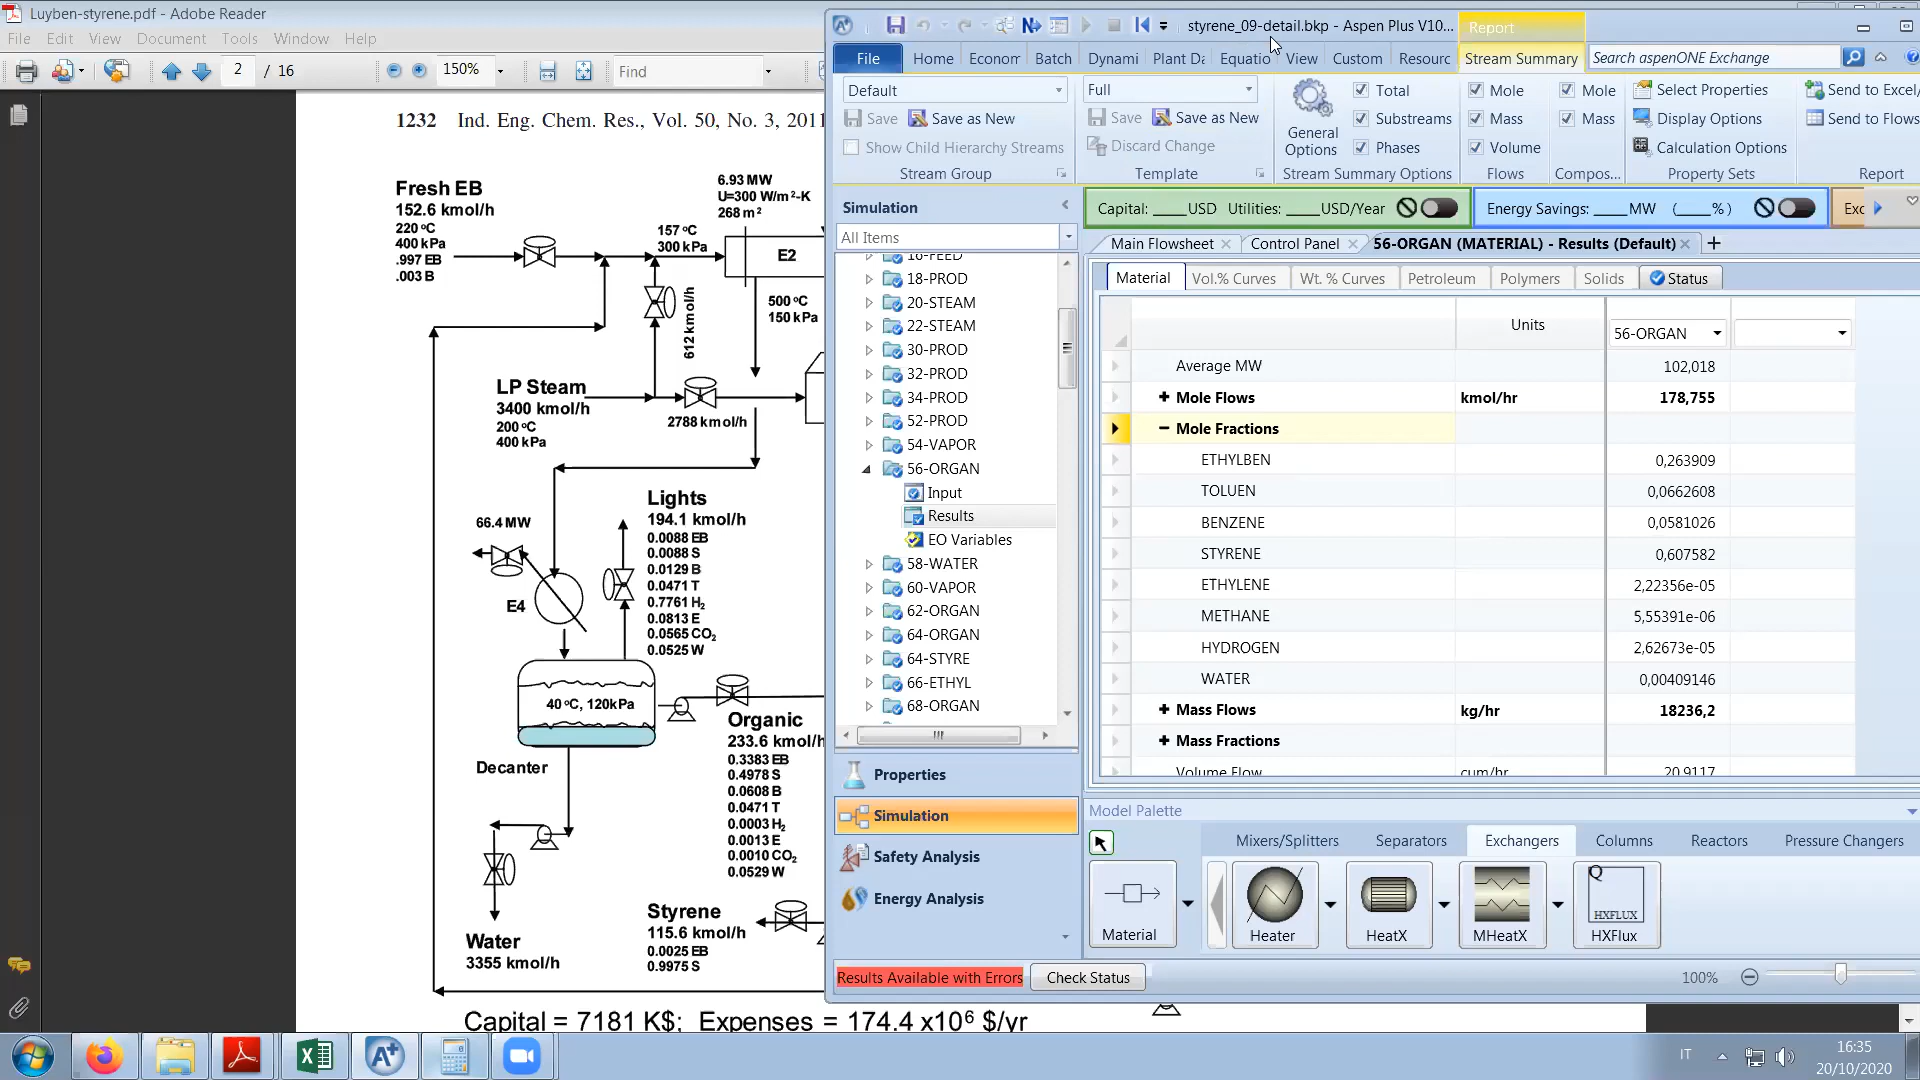 Luyben-styrene.pdf - Adobe Reader
File Edit View Document Tools Window Help
2 / 16
150%
Find
1232 Ind. Eng. Chem. Res., Vol. 50, No. 3, 2011
Fresh EB
152.6 kmol/h
220 ºC
400 kPa
.997 EB
.003 B
6.93 MW
U=300 W/m²-K
268 m²
157 ºC
300 kPa
E2
612 kmol/h
500 ºC
150 kPa
LP Steam
3400 kmol/h
200 ºC
400 kPa
2788 kmol/h
66.4 MW
E4
Lights
194.1 kmol/h
0.0088 EB
0.0088 S
0.0129 B
0.0471 T
0.7761 H₂
0.0813 E
0.0565 CO₂
0.0525 W
40 ºC, 120kPa
Decanter
Organic
233.6 kmol/h
0.3383 EB
0.4978 S
0.0608 B
0.0471 T
0.0003 H₂
0.0013 E
0.0010 CO₂
0.0529 W
Water
3355 kmol/h
Styrene
115.6 kmol/h
0.0025 EB
0.9975 S
Capital = 7181 K$; Expenses = 174.4 x10⁶ $/yr
styrene_09-detail.bkp - Aspen Plus V10...
Report
File Home Econom Batch Dynami Plant Da Equatio View Custom Resourc Stream Summary
Search aspenONE Exchange
Default
Save Save as New
Show Child Hierarchy Streams
Stream Group
Full
Save Save as New
Discard Change
Template
General Options
Total
Substreams
Phases
Stream Summary Options
Mole
Mass
Volume
Flows
Mole
Mass
Compos...
Select Properties
Display Options
Calculation Options
Property Sets
Send to Excel/
Send to Flows
Report
Simulation
All Items
Capital: ____USD Utilities: ____USD/Year
Energy Savings: ____MW (____%)
Exc
Main Flowsheet
Control Panel
56-ORGAN (MATERIAL) - Results (Default)
16-FEED
18-PROD
20-STEAM
22-STEAM
30-PROD
32-PROD
34-PROD
52-PROD
54-VAPOR
56-ORGAN
Input
Results
EO Variables
58-WATER
60-VAPOR
62-ORGAN
64-ORGAN
64-STYRE
66-ETHYL
68-ORGAN
Properties
Simulation
Safety Analysis
Energy Analysis
Material Vol.% Curves Wt. % Curves Petroleum Polymers Solids Status
Units 56-ORGAN
Average MW 102,018
Mole Flows kmol/hr 178,755
Mole Fractions
ETHYLBEN 0,263909
TOLUEN 0,0662608
BENZENE 0,0581026
STYRENE 0,607582
ETHYLENE 2,22356e-05
METHANE 5,55391e-06
HYDROGEN 2,62673e-05
WATER 0,00409146
Mass Flows kg/hr 18236,2
Mass Fractions
Volume Flow cum/hr 20,9117
Model Palette
Mixers/Splitters Separators Exchangers Columns Reactors Pressure Changers
Material
Heater
HeatX
MHeatX
Q
HXFLUX
HXFlux
Results Available with Errors
Check Status
100%
IT
16:35
20/10/2020